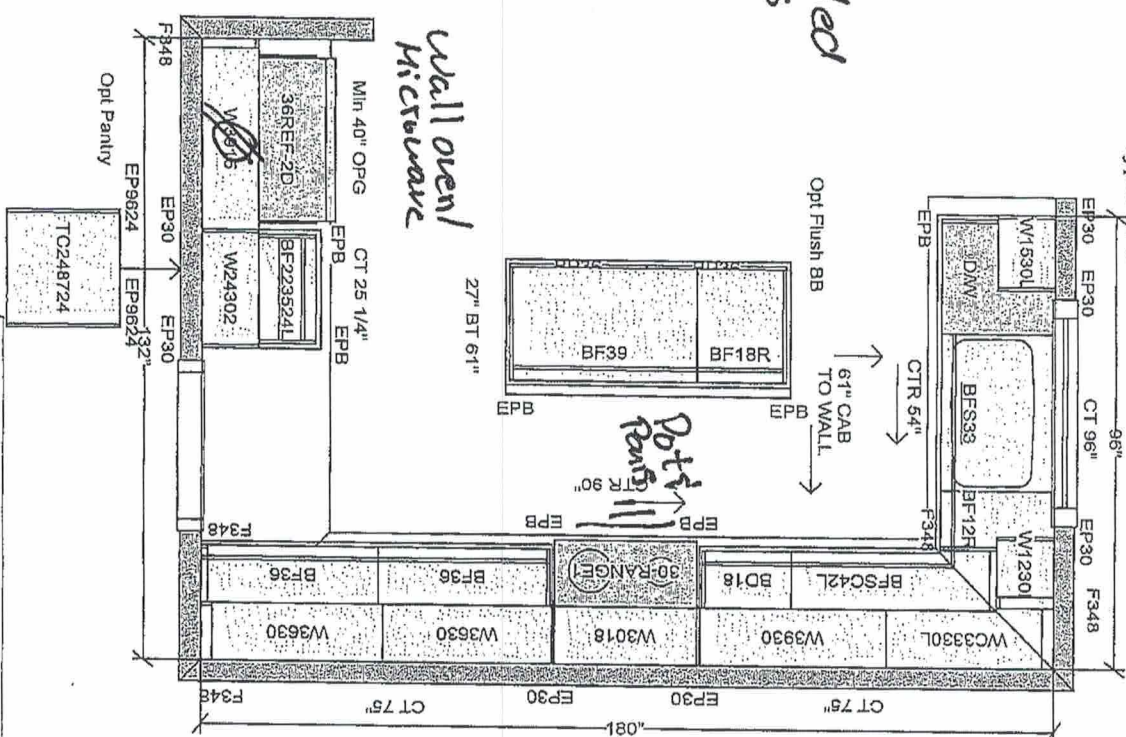 led
F348
Opt Pantry
EP9624
EP30
EP9624
EP30
TC248724
132"
Wall oven/
Microwave
Min 40" OPG
36REF-2D
EPB
CT 25 1/4"
EPB
W24302
BF223524L
27" BT 61"
Opt Flush BB
BF39
BF18R
EPB
EPB
61" CAB
TO WALL
CTR 54"
EPB
EP30
EP30
W1530L
D/W
BFS33
CT 96"
96"
BF12R
W1230
EP30
F348
F348
Pots
Pans
CTR 90"
EPB
EPB
F348
BF36
BF36
30-RANGE1
BD18
BFSC42L
W3630
W3630
W3018
W3930
WC3330L
F348
CT 75"
EP30
EP30
CT 75"
180"